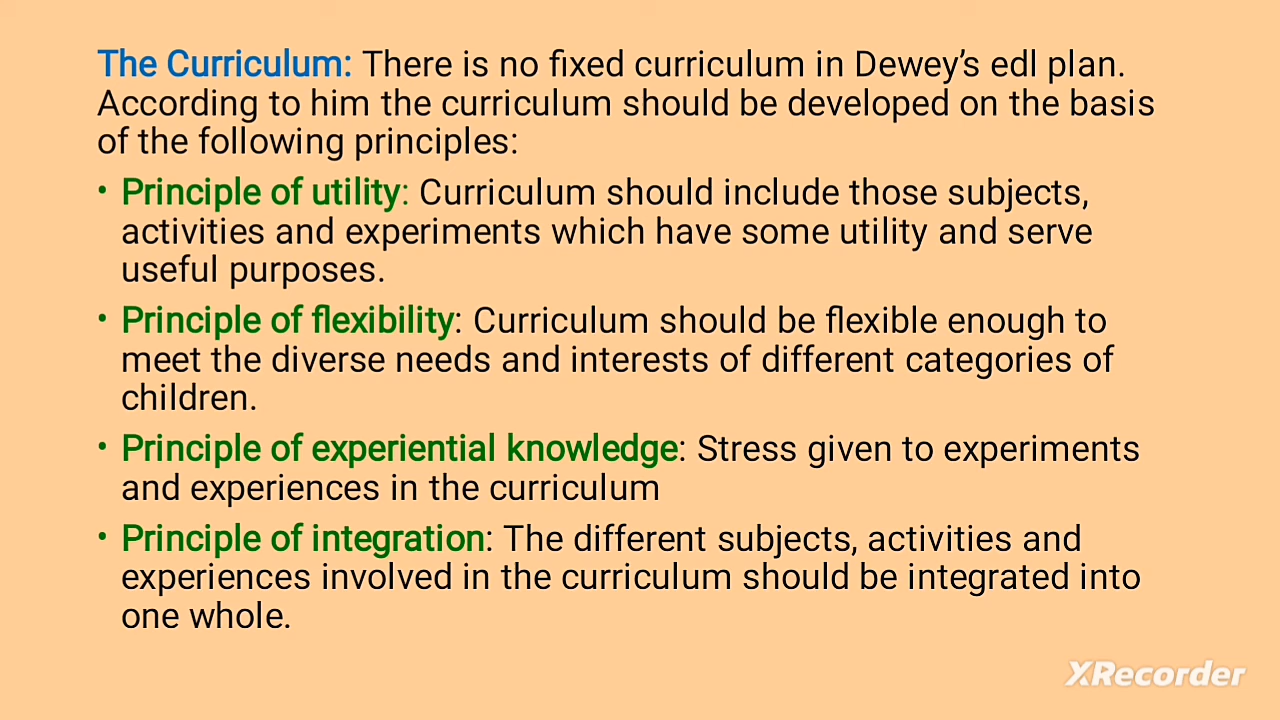 The Curriculum: There is no fixed curriculum in Dewey’s edl plan.
According to him the curriculum should be developed on the basis
of the following principles:
• Principle of utility: Curriculum should include those subjects,
activities and experiments which have some utility and serve
useful purposes.
• Principle of flexibility: Curriculum should be flexible enough to
meet the diverse needs and interests of different categories of
children.
• Principle of experiential knowledge: Stress given to experiments
and experiences in the curriculum
• Principle of integration: The different subjects, activities and
experiences involved in the curriculum should be integrated into
one whole.
XRecorder